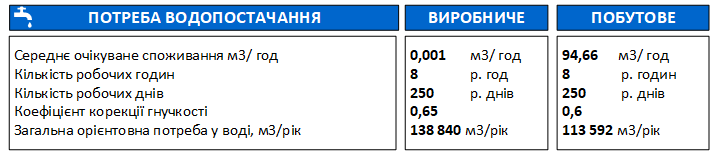 ПОТРЕБА ВОДОПОСТАЧАННЯ ВИРОБНИЧЕ ПОБУТОВЕ
Середнє очікуване споживання м3/ год 0,001 м3/ год 94,66 м3/ год
Кількість робочих годин 8 р. год 8 р. годин
Кількість робочих днів 250 р. днів 250 р. днів
Коефіцієнт корекції гнучкості 0,65 0,6
Загальна орієнтовна потреба у воді, м3/рік 138 840 м3/рік 113 592 м3/рік